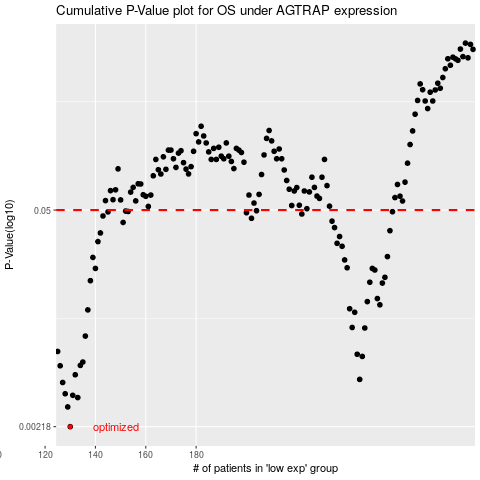 Cumulative P-Value plot for OS under AGTRAP expression
P-Value(log10)
0.05
0.00218
optimized
0 120 140 160 180
# of patients in 'low exp' group